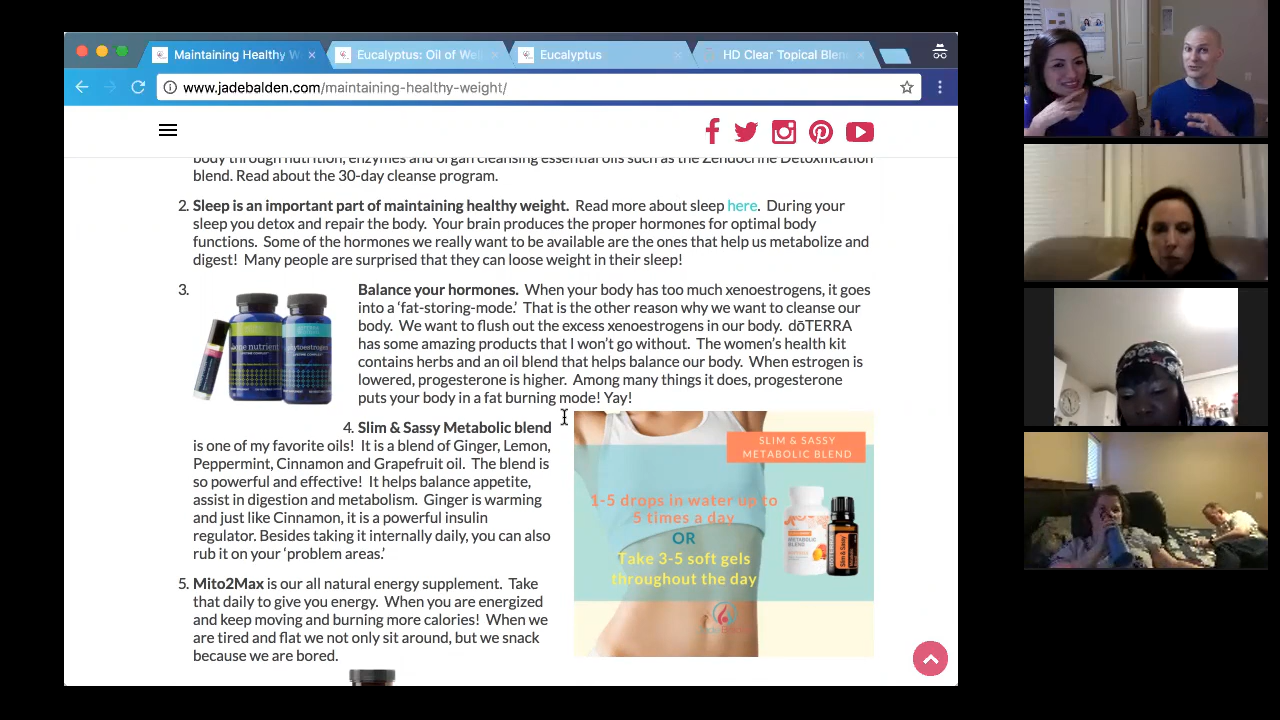 Maintaining Healthy W
Eucalyptus: Oil of Well
Eucalyptus
HD Clear Topical Blen
www.jadebalden.com/maintaining-healthy-weight/
body through nutrition, enzymes and organ cleansing essential oils such as the Zendocrine Detoxification
blend. Read about the 30-day cleanse program.
2. Sleep is an important part of maintaining healthy weight. Read more about sleep here. During your
sleep you detox and repair the body. Your brain produces the proper hormones for optimal body
functions. Some of the hormones we really want to be available are the ones that help us metabolize and
digest! Many people are surprised that they can loose weight in their sleep!
3. Balance your hormones. When your body has too much xenoestrogens, it goes
into a ‘fat-storing-mode.’ That is the other reason why we want to cleanse our
body. We want to flush out the excess xenoestrogens in our body. dōTERRA
has some amazing products that I won’t go without. The women’s health kit
contains herbs and an oil blend that helps balance our body. When estrogen is
lowered, progesterone is higher. Among many things it does, progesterone
puts your body in a fat burning mode! Yay!
bone nutrient
phytoestrogen
4. Slim & Sassy Metabolic blend
is one of my favorite oils! It is a blend of Ginger, Lemon,
Peppermint, Cinnamon and Grapefruit oil. The blend is
so powerful and effective! It helps balance appetite,
assist in digestion and metabolism. Ginger is warming
and just like Cinnamon, it is a powerful insulin
regulator. Besides taking it internally daily, you can also
rub it on your ‘problem areas.’
SLIM & SASSY
METABOLIC BLEND
1-5 drops in water up to
5 times a day
OR
Take 3-5 soft gels
throughout the day
METABOLIC
BLEND
Slim & Sassy
5. Mito2Max is our all natural energy supplement. Take
that daily to give you energy. When you are energized
and keep moving and burning more calories! When we
are tired and flat we not only sit around, but we snack
because we are bored.